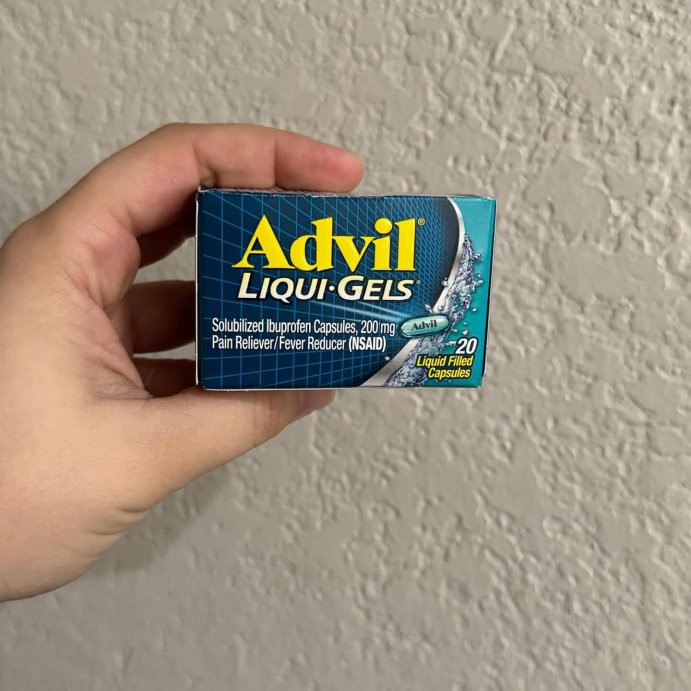 Advil®
LIQUI·GELS®
Solubilized Ibuprofen Capsules, 200 mg
Pain Reliever/Fever Reducer (NSAID)
Advil
20
Liquid Filled
Capsules